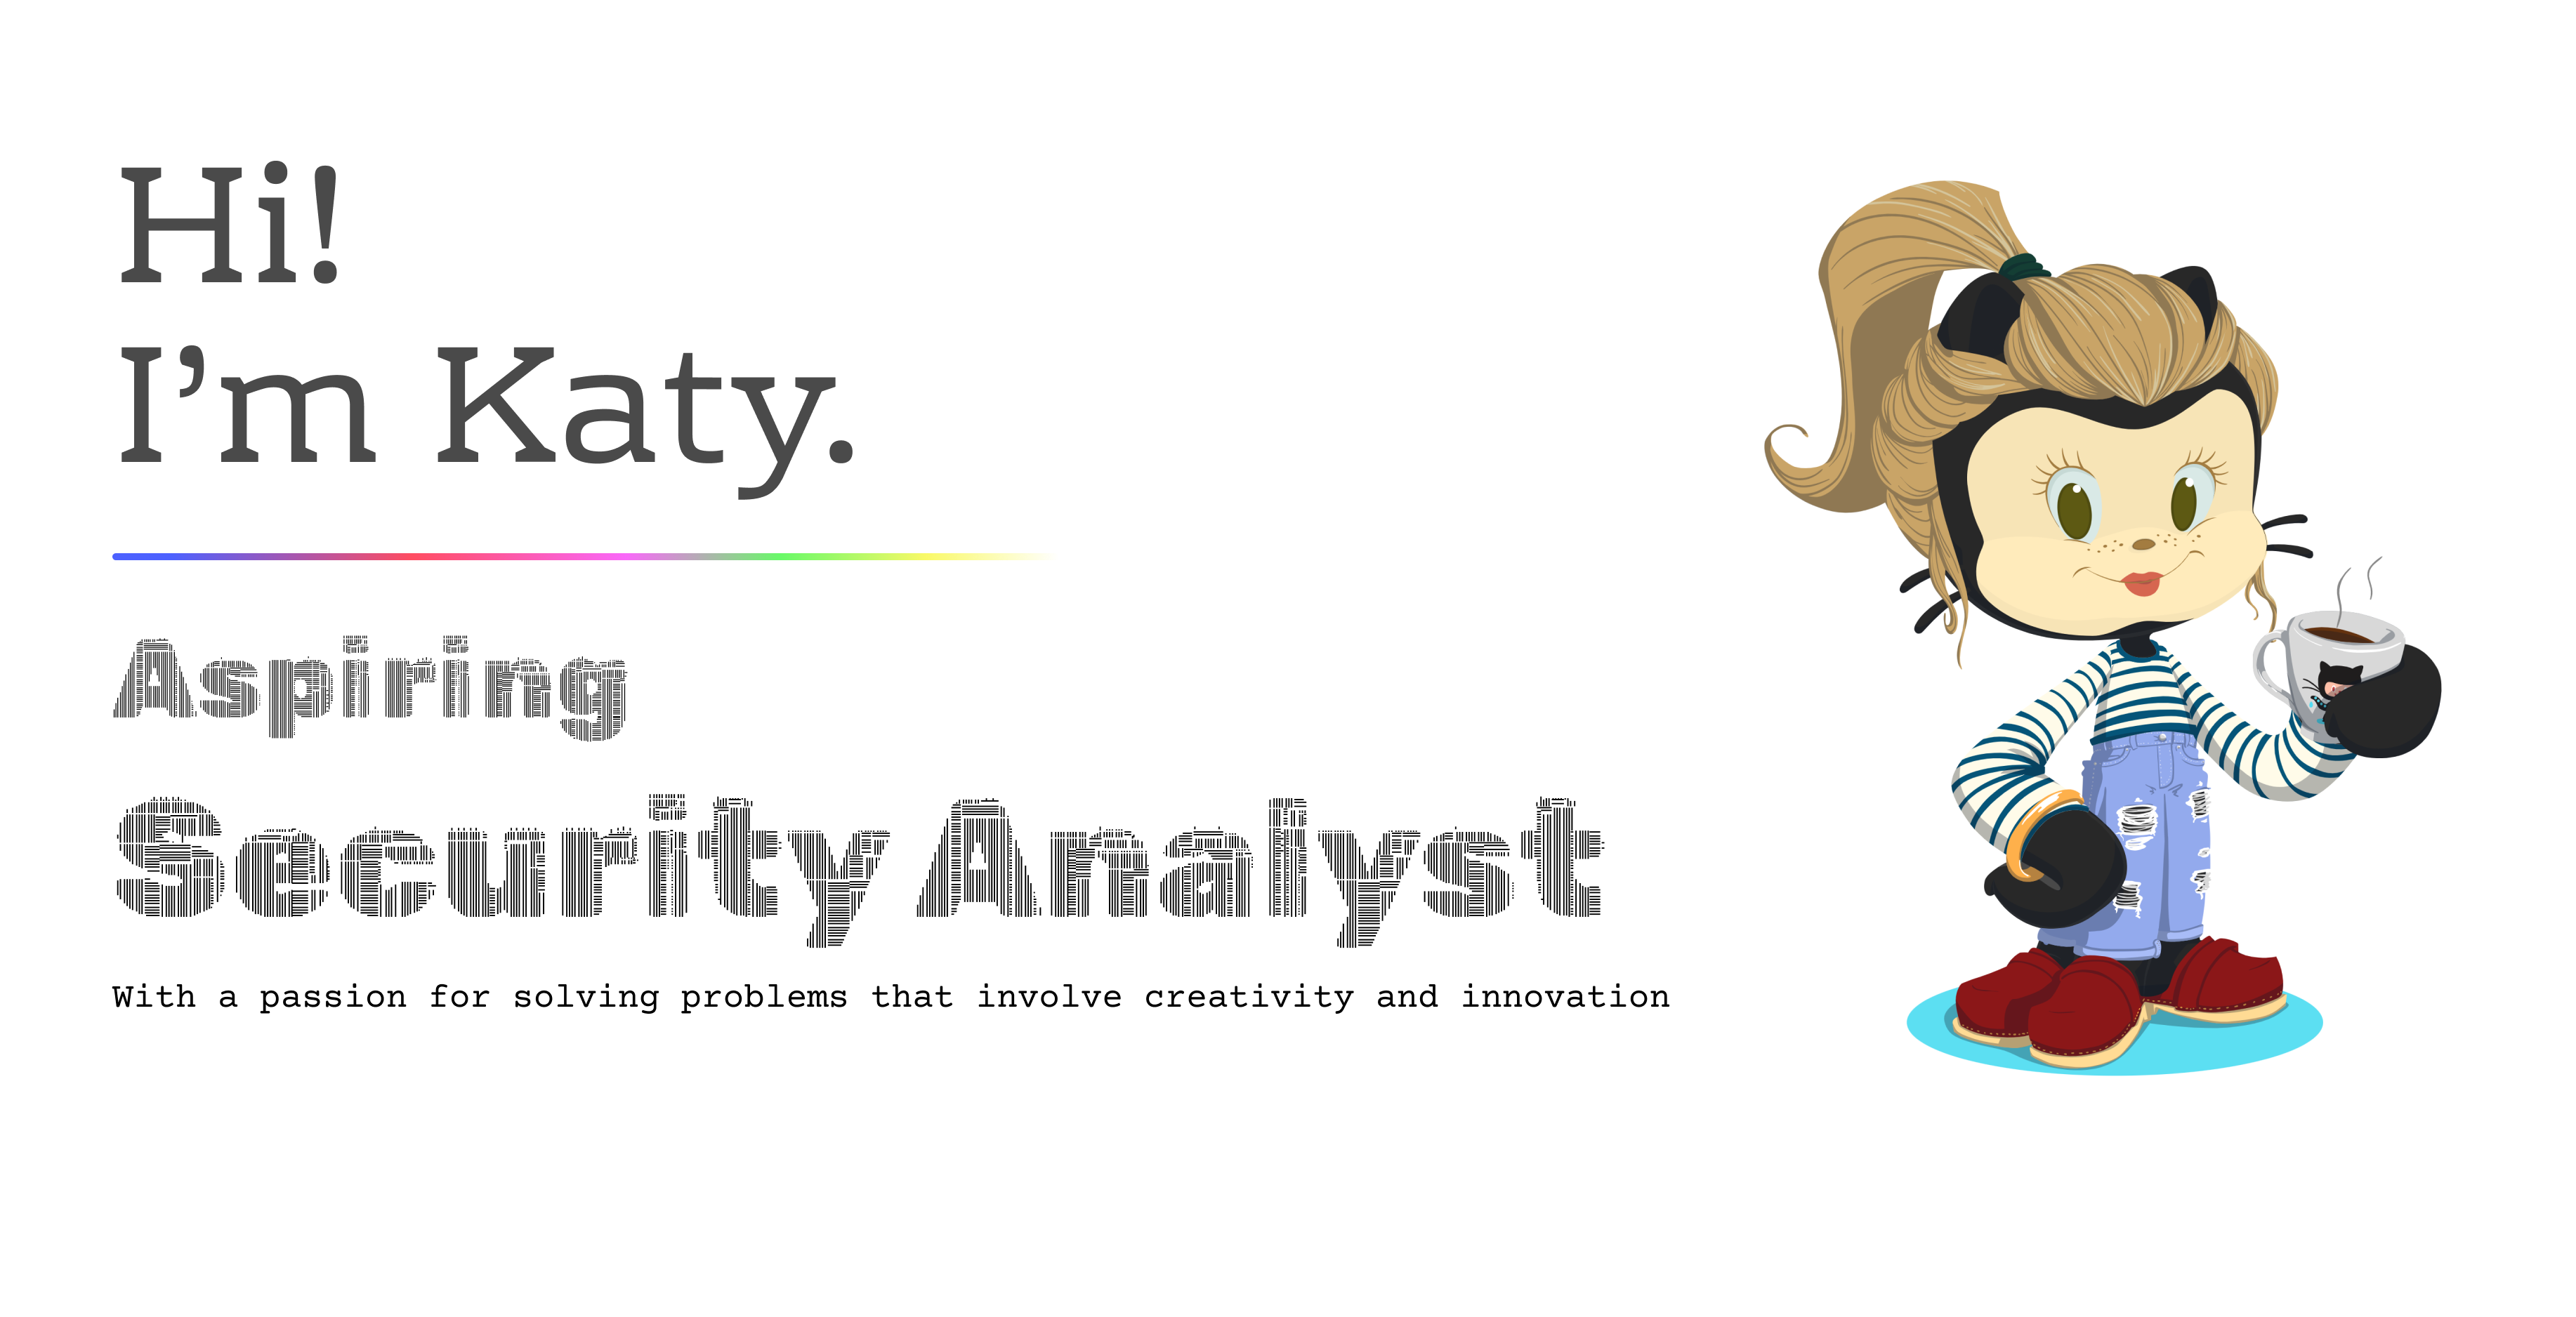 Hi!
I’m Katy.
Aspiring
Security Analyst
With a passion for solving problems that involve creativity and innovation